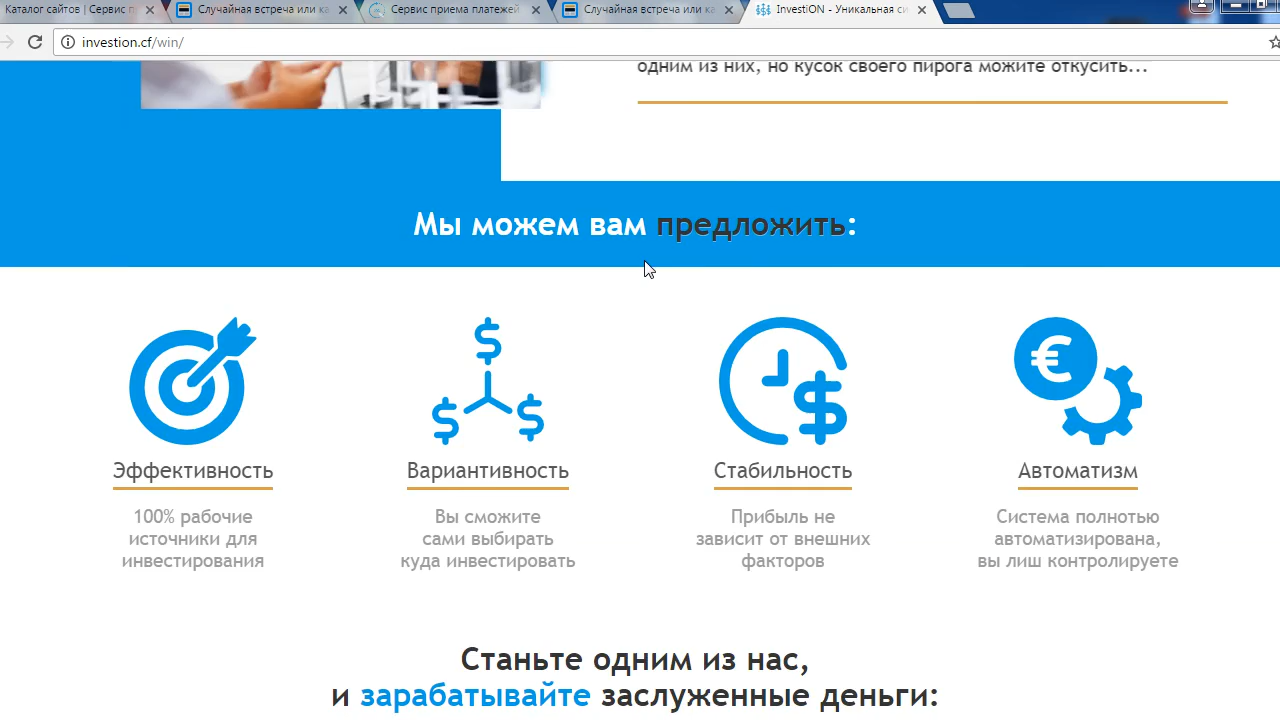 Каталог сайтов | Сервис п
Случайная встреча или ка
Сервис приема платежей
Случайная встреча или ка
InvestiON - Уникальная си
investion.cf/win/
одним из них, но кусок своего пирога можите откусить...
Мы можем вам предложить:
Эффективность
100% рабочие
источники для
инвестирования
Вариантивность
Вы сможите
сами выбирать
куда инвестировать
Стабильность
Прибыль не
зависит от внешних
факторов
Автоматизм
Система полнотью
автоматизирована,
вы лиш контролируете
Станьте одним из нас,
и зарабатывайте заслуженные деньги: